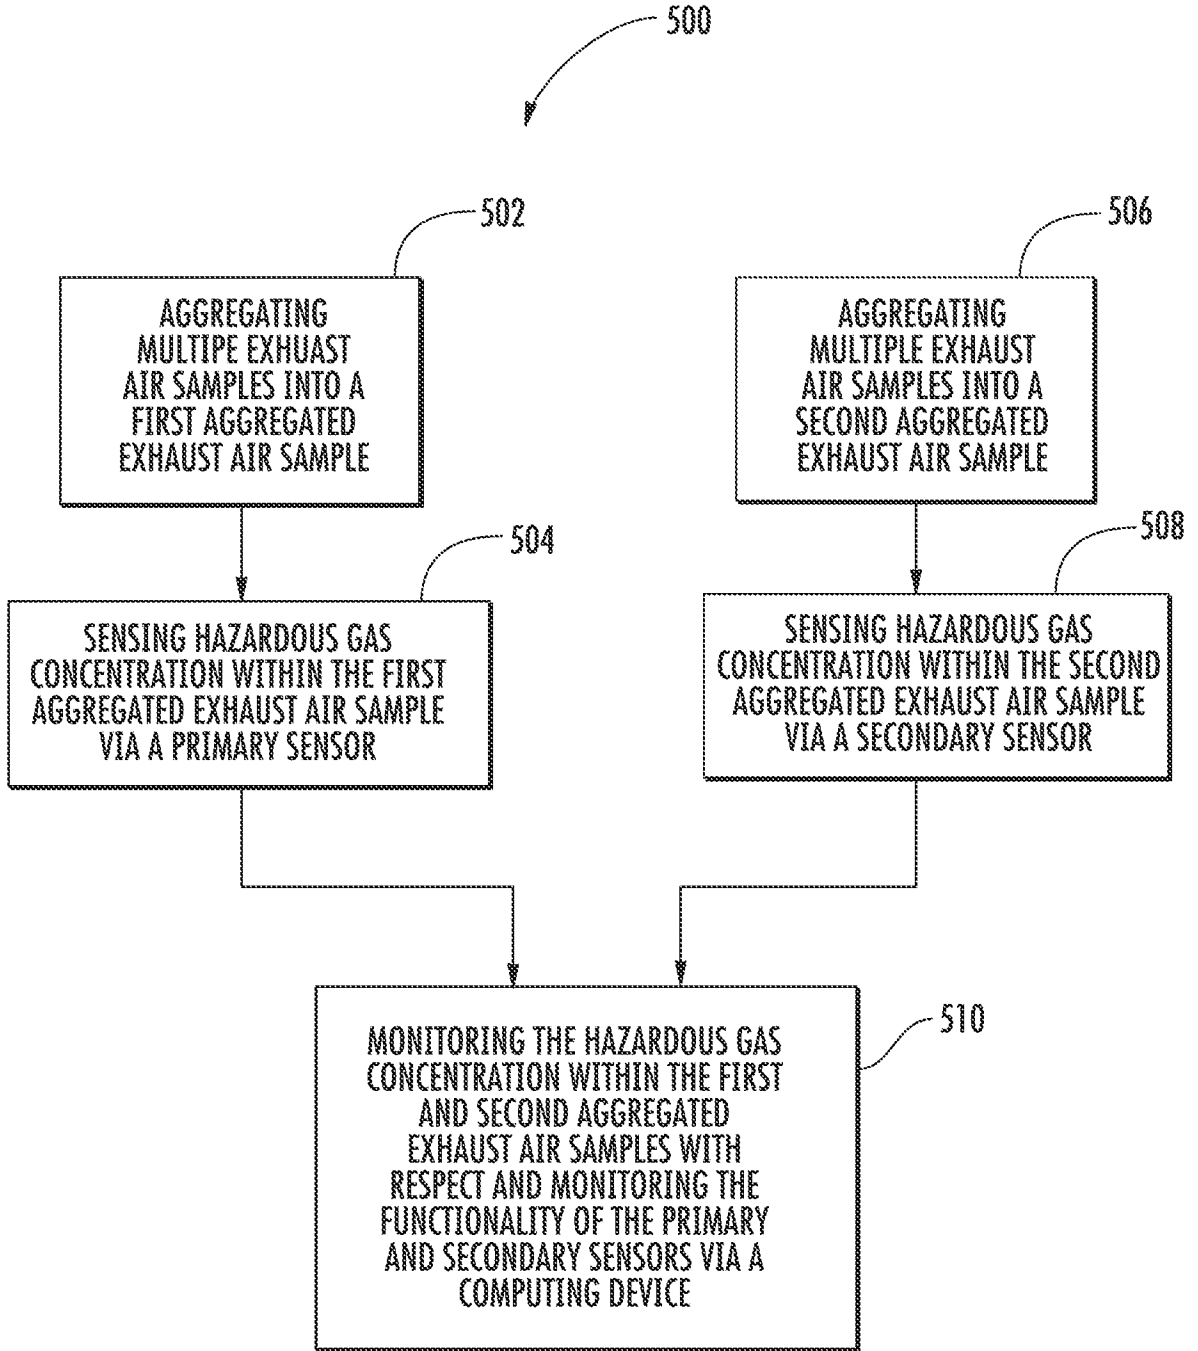 500
502
AGGREGATING
MULTIPE EXHUAST
AIR SAMPLES INTO A
FIRST AGGREGATED
EXHAUST AIR SAMPLE
506
AGGREGATING
MULTIPLE EXHAUST
AIR SAMPLES INTO A
SECOND AGGREGATED
EXHAUST AIR SAMPLE
504
SENSING HAZARDOUS GAS
CONCENTRATION WITHIN THE FIRST
AGGREGATED EXHAUST AIR SAMPLE
VIA A PRIMARY SENSOR
508
SENSING HAZARDOUS GAS
CONCENTRATION WITHIN THE SECOND
AGGREGATED EXHAUST AIR SAMPLE
VIA A SECONDARY SENSOR
510
MONITORING THE HAZARDOUS GAS
CONCENTRATION WITHIN THE FIRST
AND SECOND AGGREGATED
EXHAUST AIR SAMPLES WITH
RESPECT AND MONITORING THE
FUNCTIONALITY OF THE PRIMARY
AND SECONDARY SENSORS VIA A
COMPUTING DEVICE